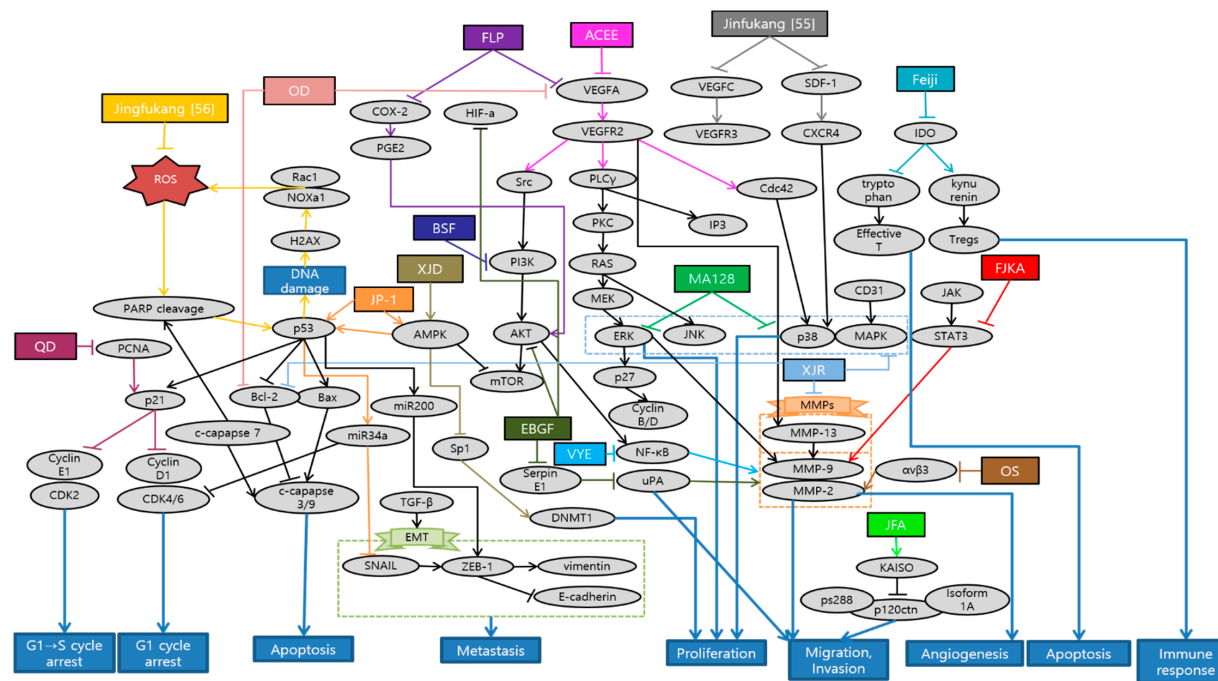 FLP
ACEE
Jinfukang [55]
OD
Feiji
Jingfukang [56]
COX-2
HIF-a
VEGFA
VEGFC
SDF-1
PGE2
VEGFR2
VEGFR3
CXCR4
IDO
ROS
Rac1
NOXa1
Src
PLCγ
Cdc42
trypto
phan
kynu
renin
PKC
IP3
H2AX
BSF
Effective
T
Tregs
DNA
damage
XJD
PI3K
RAS
MA128
FJKA
PARP cleavage
JP-1
MEK
CD31
JAK
p53
AMPK
AKT
ERK
JNK
p38
MAPK
STAT3
QD
PCNA
mTOR
p27
XJR
p21
Bcl-2
Bax
miR200
Cyclin
B/D
MMPs
c-capapse 7
miR34a
EBGF
MMP-13
Cyclin
E1
Cyclin
D1
Sp1
VYE
NF-κB
MMP-9
αvβ3
OS
CDK2
CDK4/6
c-capapse
3/9
Serpin
E1
uPA
MMP-2
TGF-β
DNMT1
EMT
JFA
SNAIL
ZEB-1
vimentin
KAISO
E-cadherin
ps288
p120ctn
Isoform
1A
G1→S cycle
arrest
G1 cycle
arrest
Apoptosis
Metastasis
Proliferation
Migration,
Invasion
Angiogenesis
Apoptosis
Immune
response